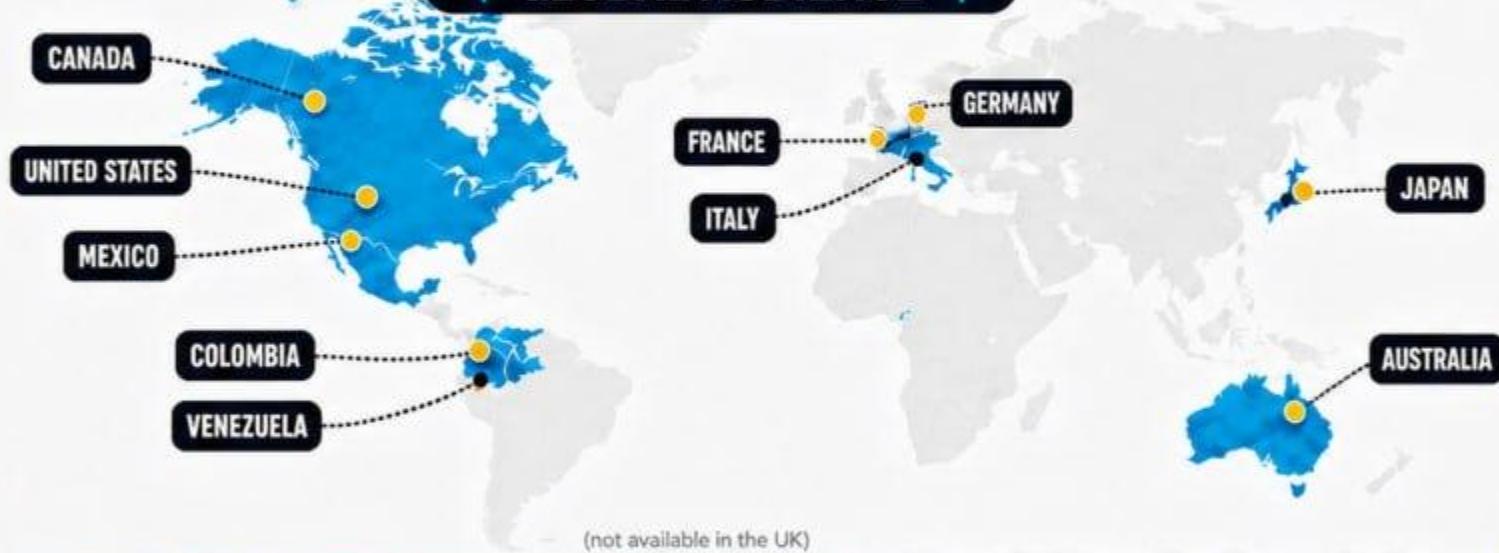 CANADA
UNITED STATES
MEXICO
COLOMBIA
VENEZUELA
FRANCE
ITALY
GERMANY
JAPAN
AUSTRALIA
(not available in the UK)